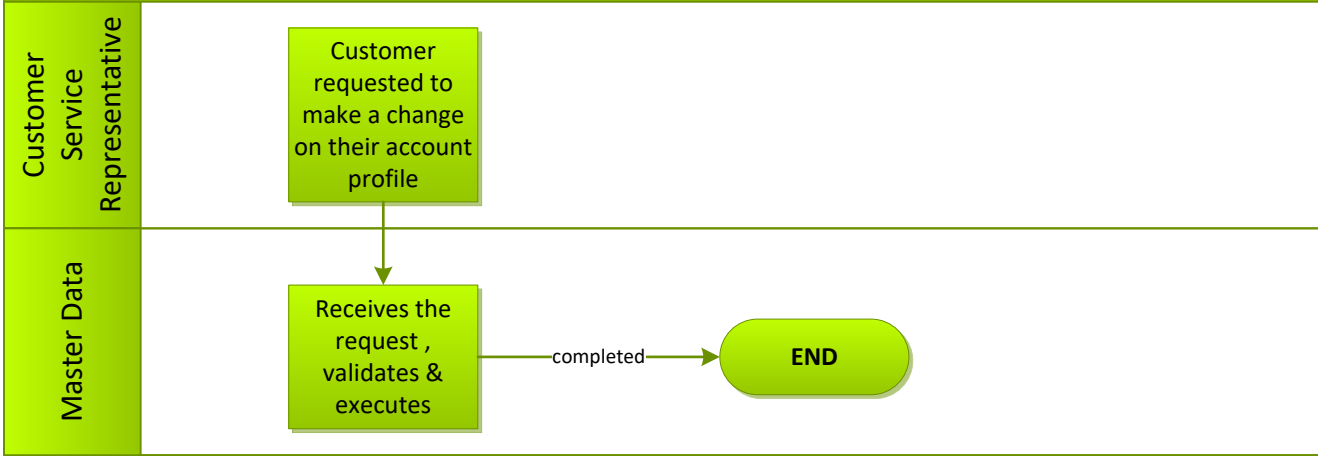 Customer
Service
Representative
Customer
requested to
make a change
on their account
profile
Master Data
Receives the
request ,
validates &
executes
completed
END